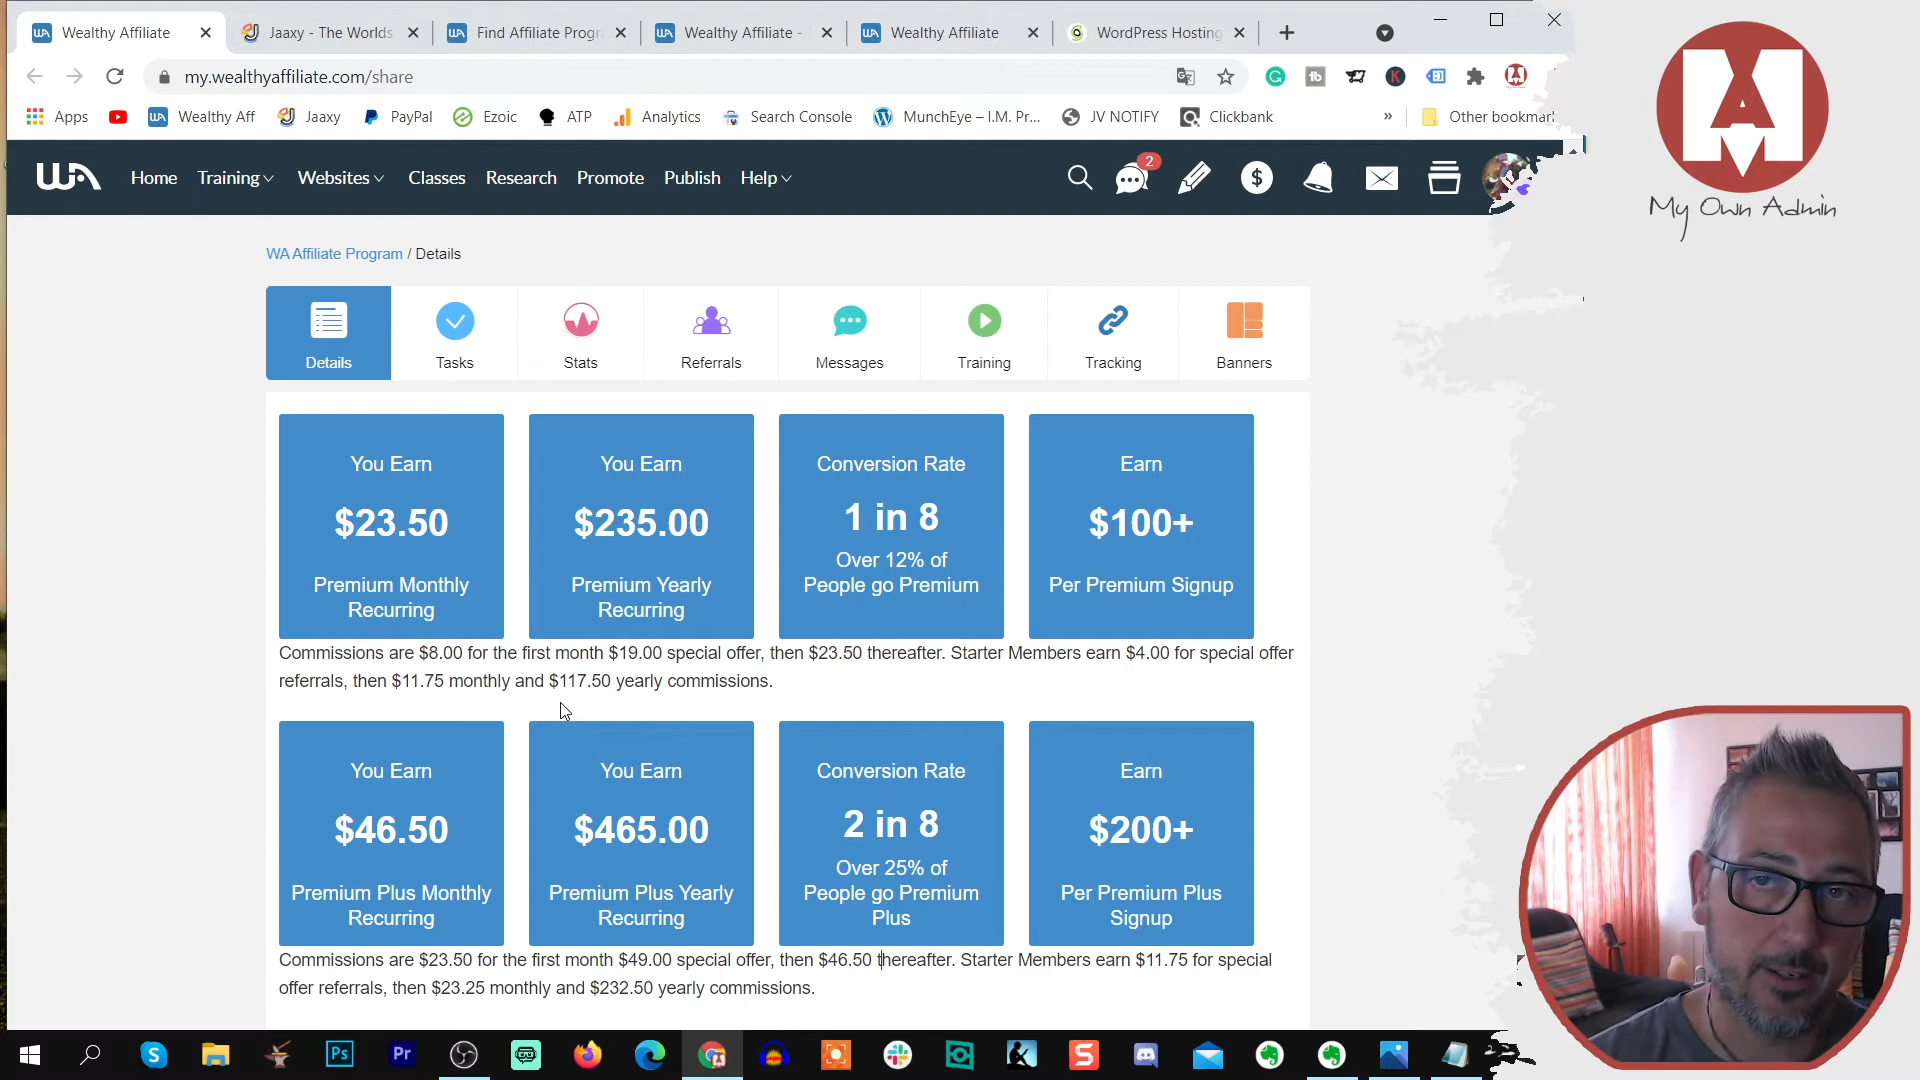 Wealthy Affiliate
Jaaxy - The Worlds
Find Affiliate Progr
Wealthy Affiliate -
Wealthy Affiliate
WordPress Hosting
my.wealthyaffiliate.com/share
Apps
Wealthy Aff
Jaaxy
PayPal
Ezoic
ATP
Analytics
Search Console
MunchEye – I.M. Pr...
JV NOTIFY
Clickbank
»
Other bookmark
WA
Home
Training
Websites
Classes
Research
Promote
Publish
Help
2
$
My Own Admin
WA Affiliate Program / Details
Details
Tasks
Stats
Referrals
Messages
Training
Tracking
Banners
You Earn
$23.50
Premium Monthly
Recurring
You Earn
$235.00
Premium Yearly
Recurring
Conversion Rate
1 in 8
Over 12% of
People go Premium
Earn
$100+
Per Premium Signup
Commissions are $8.00 for the first month $19.00 special offer, then $23.50 thereafter. Starter Members earn $4.00 for special offer
referrals, then $11.75 monthly and $117.50 yearly commissions.
You Earn
$46.50
Premium Plus Monthly
Recurring
You Earn
$465.00
Premium Plus Yearly
Recurring
Conversion Rate
2 in 8
Over 25% of
People go Premium
Plus
Earn
$200+
Per Premium Plus
Signup
Commissions are $23.50 for the first month $49.00 special offer, then $46.50 thereafter. Starter Members earn $11.75 for special
offer referrals, then $23.25 monthly and $232.50 yearly commissions.
Ps
Pr